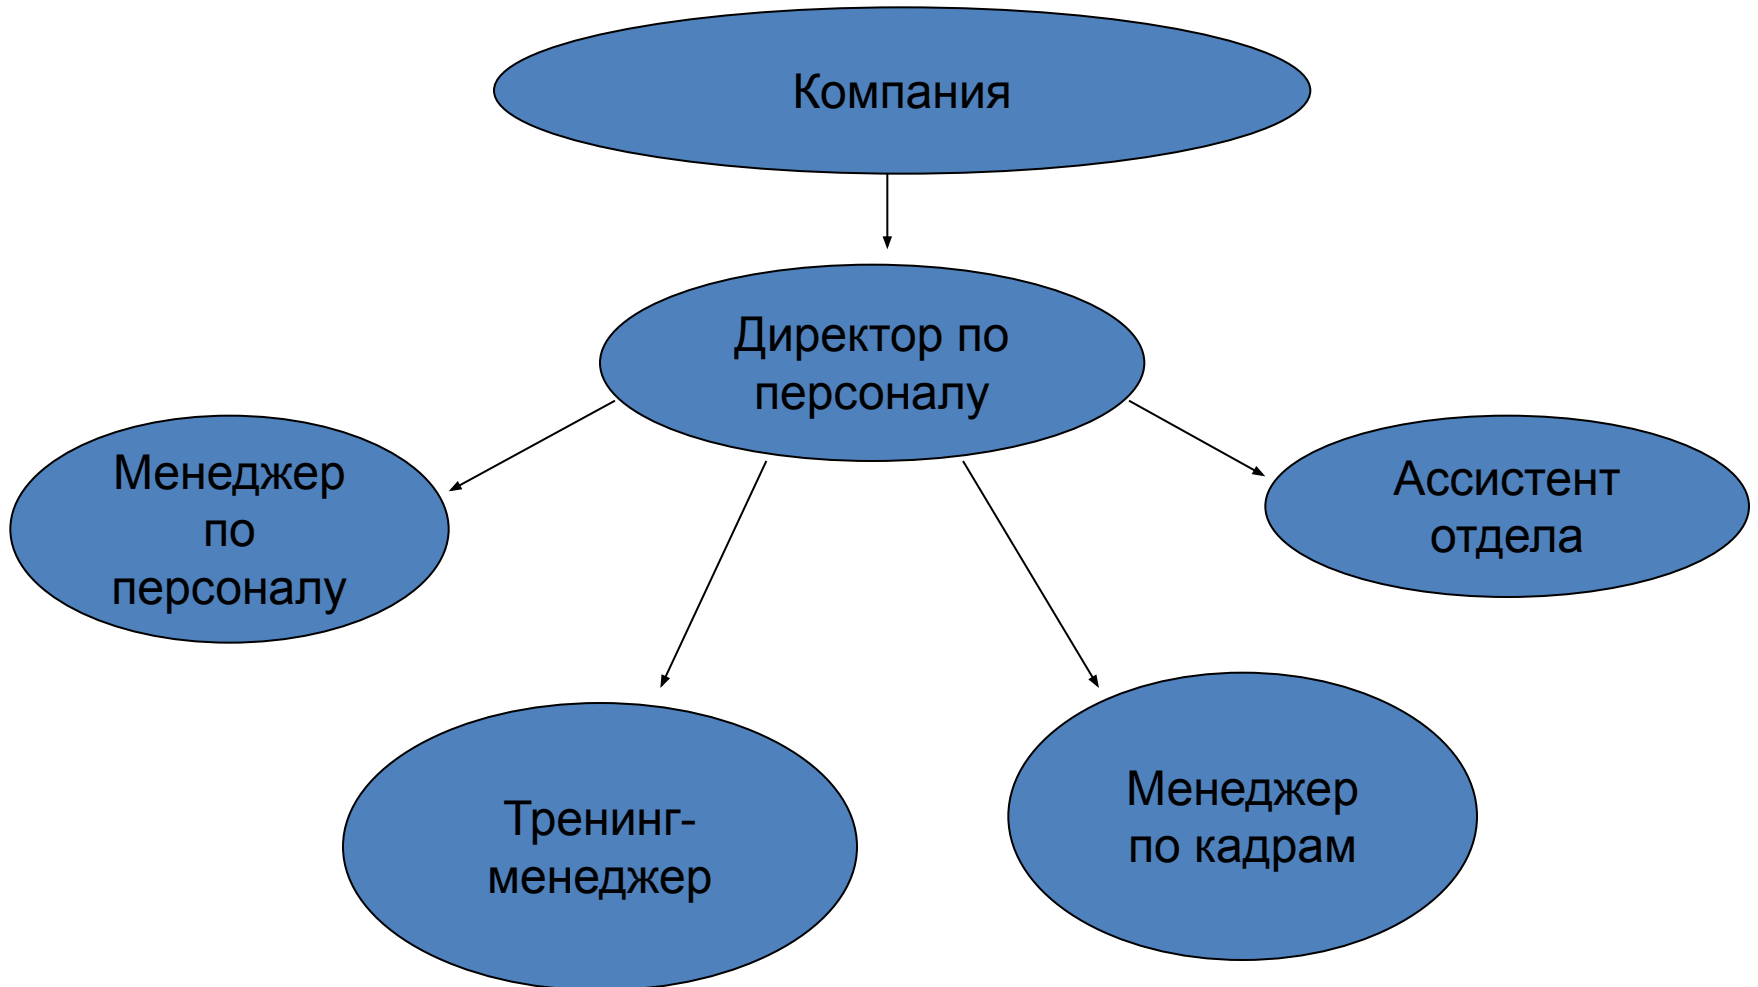 Компания
Директор по
персоналу
Менеджер
по
персоналу
Ассистент
отдела
Тренинг-
менеджер
Менеджер
по кадрам